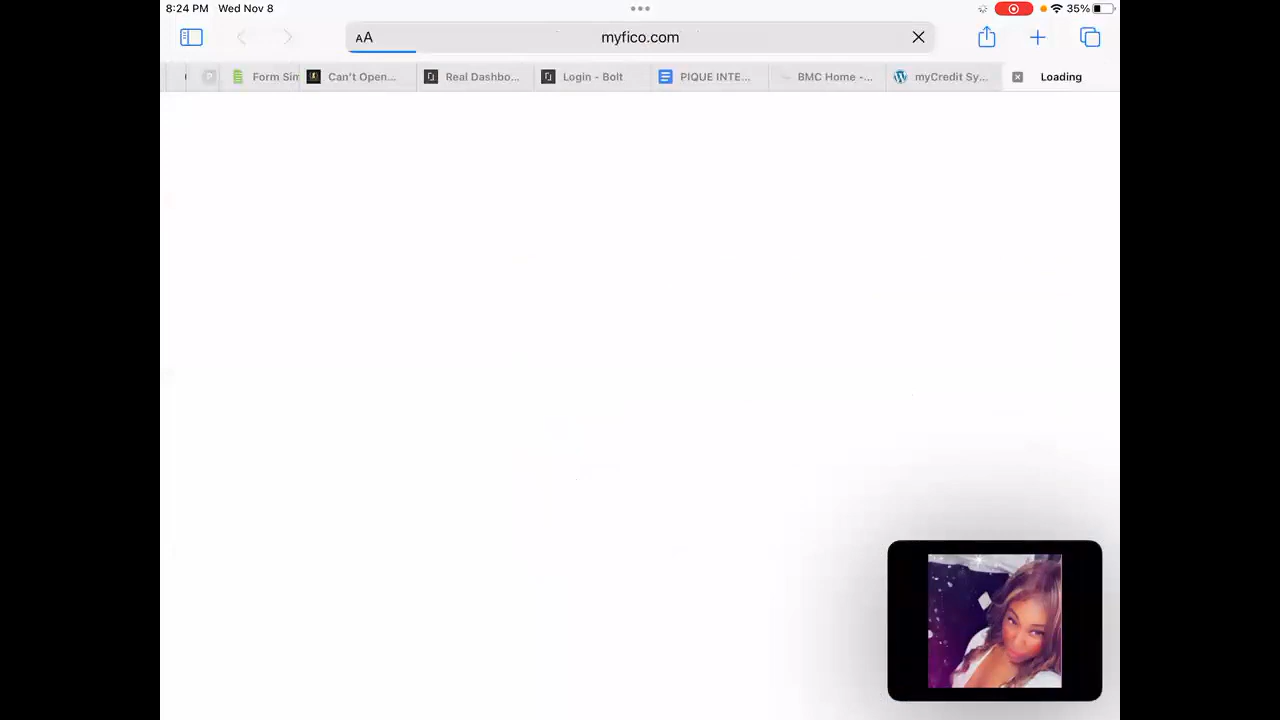 8:24 PM Wed Nov 8
35%
AA
myfico.com
Form Sim
Can't Open...
Real Dashbo...
Login - Bolt
PIQUE INTE...
BMC Home -...
myCredit Sy...
Loading